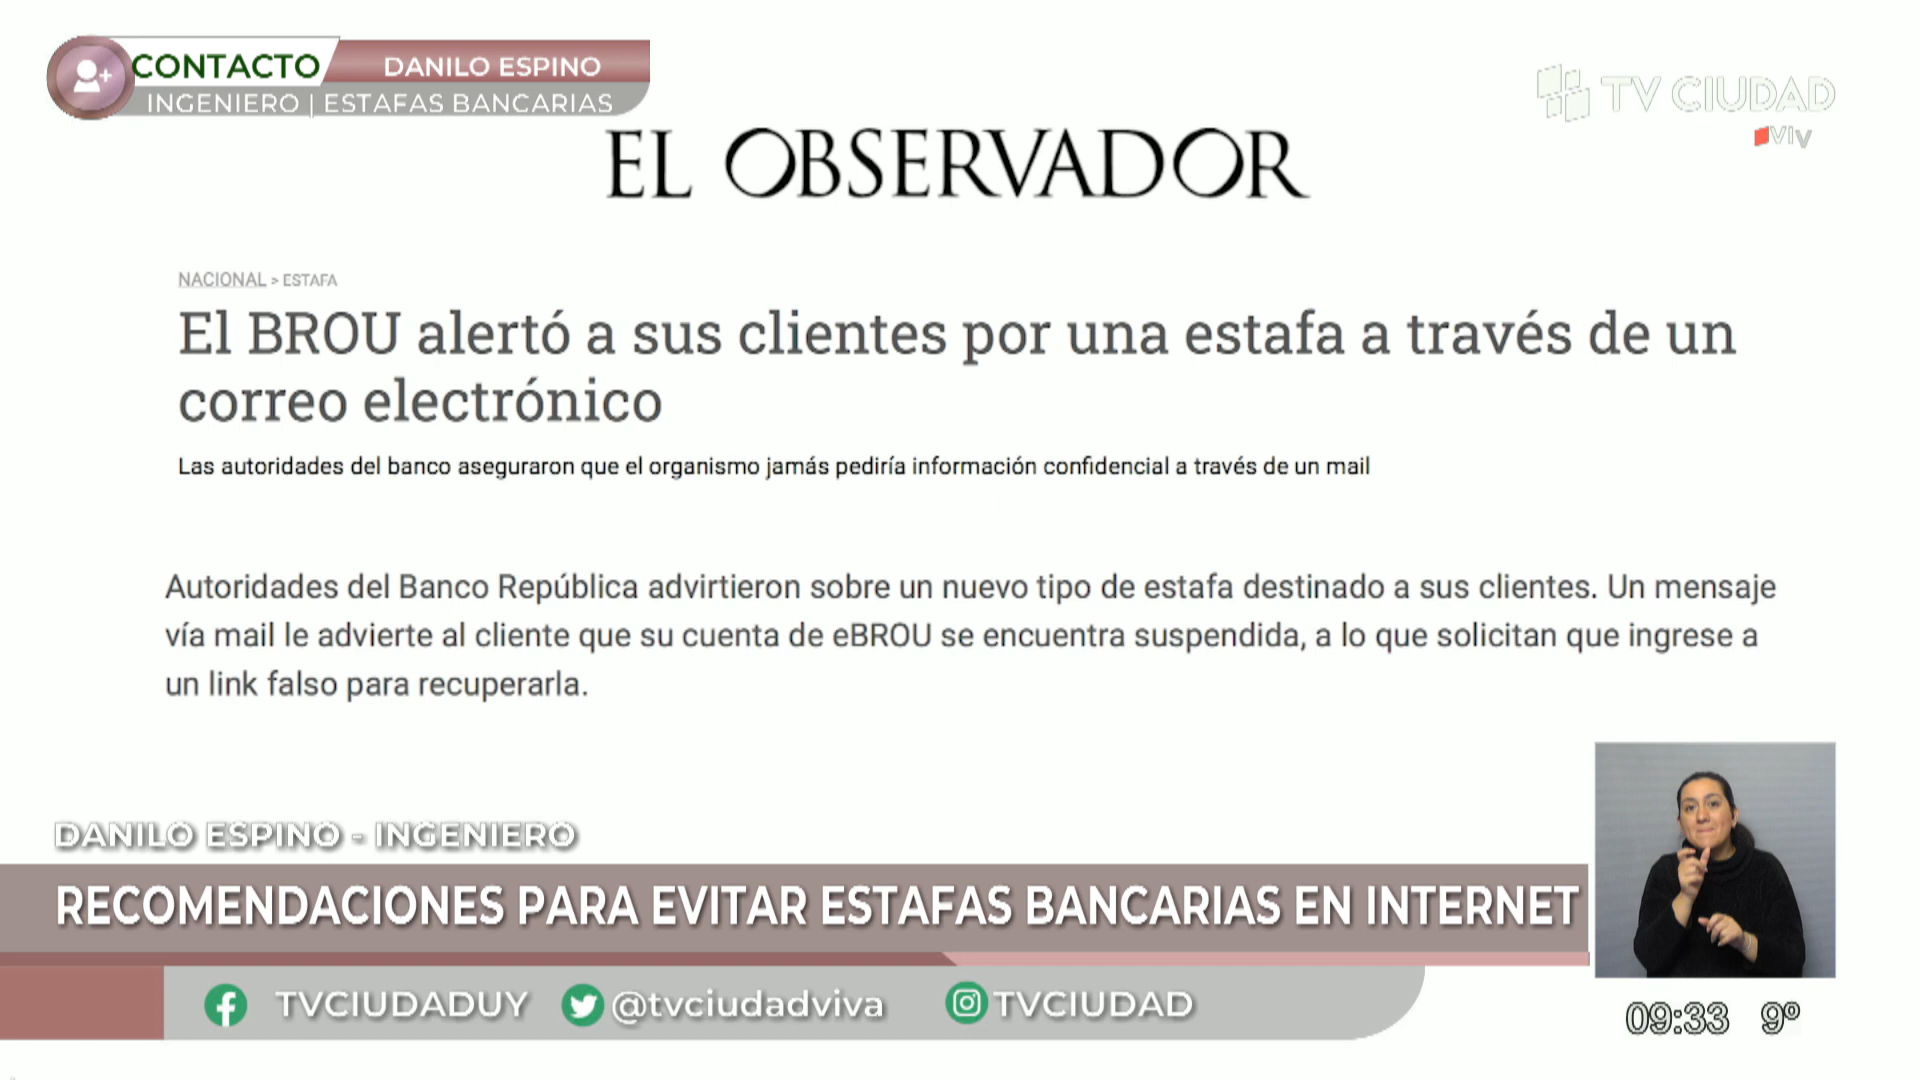 CONTACTO
DANILO ESPINO
INGENIERO | ESTAFAS BANCARIAS
TV CIUDAD
EL OBSERVADOR
NACIONAL > ESTAFA
El BROU alertó a sus clientes por una estafa a través de un
correo electrónico
Las autoridades del banco aseguraron que el organismo jamás pediría información confidencial a través de un mail
Autoridades del Banco República advirtieron sobre un nuevo tipo de estafa destinado a sus clientes. Un mensaje
vía mail le advierte al cliente que su cuenta de eBROU se encuentra suspendida, a lo que solicitan que ingrese a
un link falso para recuperarla.
DANILO ESPINO - INGENIERO
RECOMENDACIONES PARA EVITAR ESTAFAS BANCARIAS EN INTERNET
TVCIUDADUY @tvciudadviva TVCIUDAD
09:33 9º